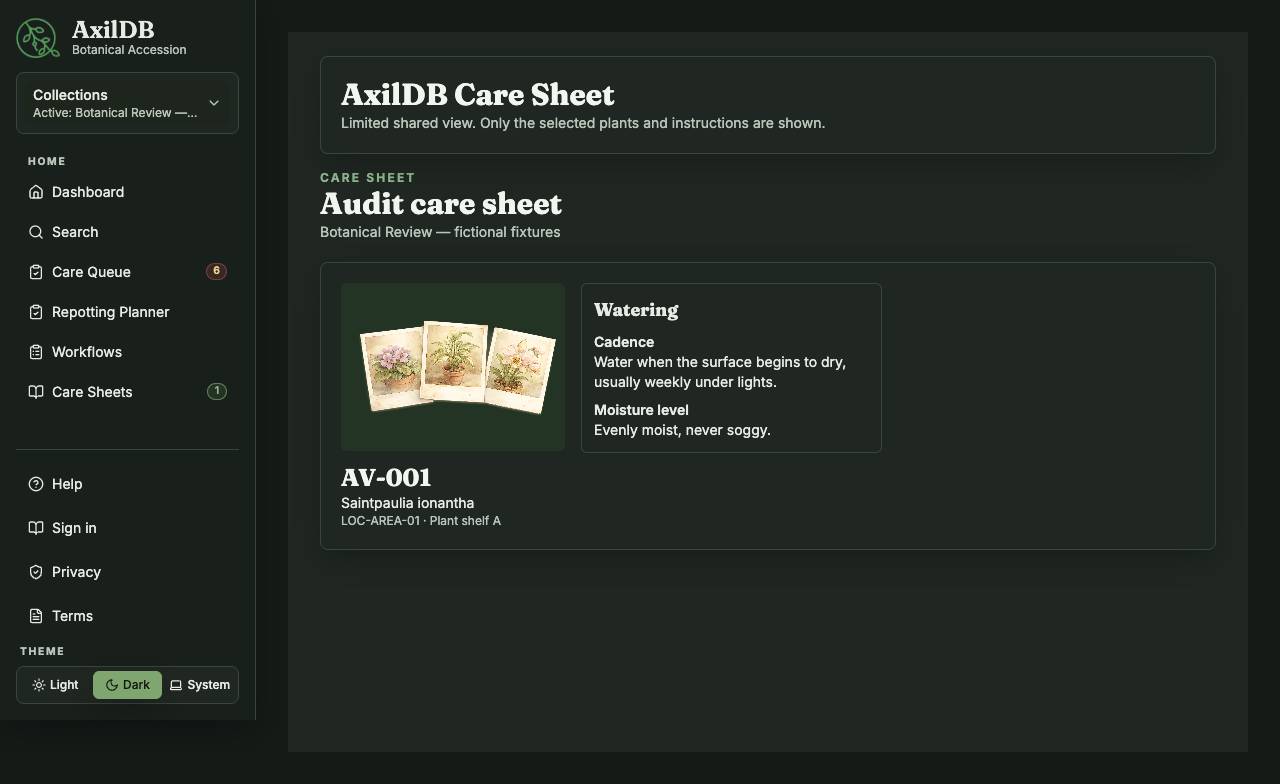 AxilDB
Botanical Accession
Collections
Active: Botanical Review —...
HOME
Dashboard
Search
Care Queue 6
Repotting Planner
Workflows
Care Sheets 1
Help
Sign in
Privacy
Terms
THEME
Light Dark System
AxilDB Care Sheet
Limited shared view. Only the selected plants and instructions are shown.
CARE SHEET
Audit care sheet
Botanical Review — fictional fixtures
AV-001
Saintpaulia ionantha
LOC-AREA-01 · Plant shelf A
Watering
Cadence
Water when the surface begins to dry,
usually weekly under lights.
Moisture level
Evenly moist, never soggy.